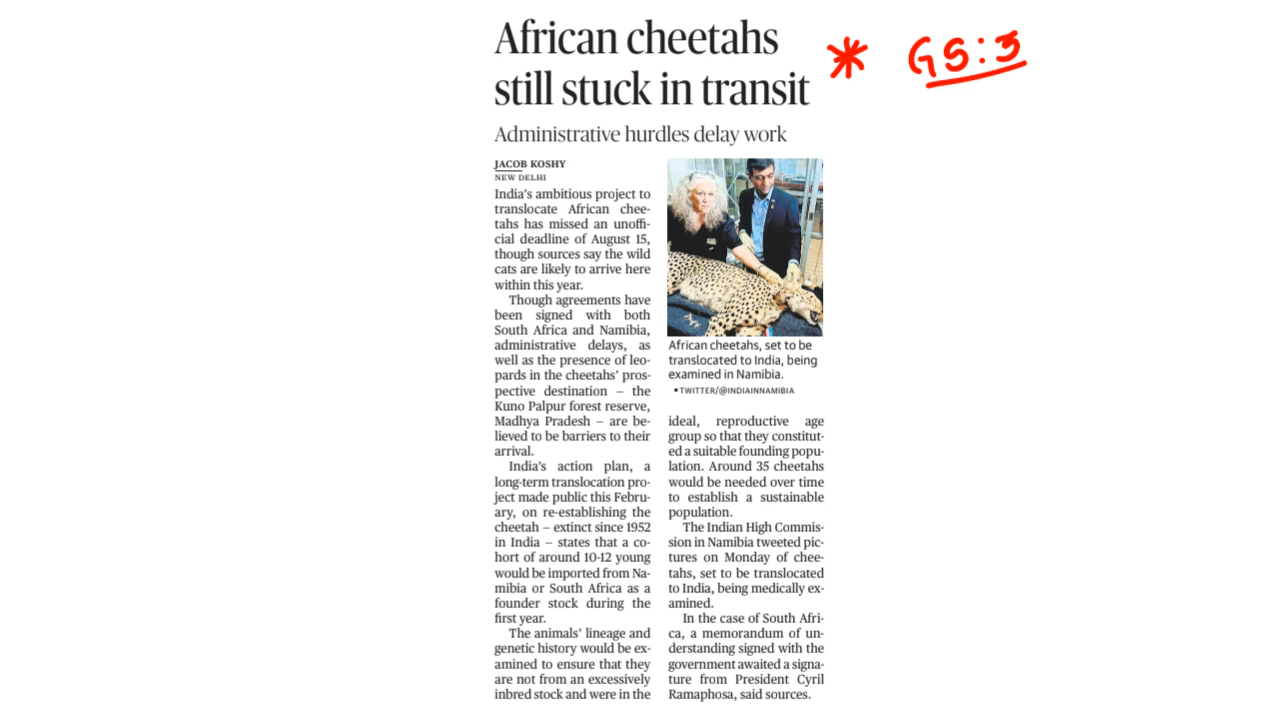 African cheetahs
still stuck in transit
* GS:3
Administrative hurdles delay work
JACOB KOSHY
NEW DELHI
India's ambitious project to
translocate African chee-
tahs has missed an unoffi-
cial deadline of August 15,
though sources say the wild
cats are likely to arrive here
within this year.
Though agreements have
been signed with both
South Africa and Namibia,
administrative delays, as
well as the presence of leo-
pards in the cheetahs' pros-
pective destination – the
Kuno Palpur forest reserve,
Madhya Pradesh – are be-
lieved to be barriers to their
arrival.
India's action plan, a
long-term translocation pro-
ject made public this Febru-
ary, on re-establishing the
cheetah – extinct since 1952
in India – states that a co-
hort of around 10-12 young
would be imported from Na-
mibia or South Africa as a
founder stock during the
first year.
The animals' lineage and
genetic history would be ex-
amined to ensure that they
are not from an excessively
inbred stock and were in the
African cheetahs, set to be
translocated to India, being
examined in Namibia.
▪TWITTER/@INDIAINNAMIBIA
ideal, reproductive age
group so that they constitut-
ed a suitable founding popu-
lation. Around 35 cheetahs
would be needed over time
to establish a sustainable
population.
The Indian High Commis-
sion in Namibia tweeted pic-
tures on Monday of chee-
tahs, set to be translocated
to India, being medically ex-
amined.
In the case of South Afri-
ca, a memorandum of un-
derstanding signed with the
government awaited a signa-
ture from President Cyril
Ramaphosa, said sources.